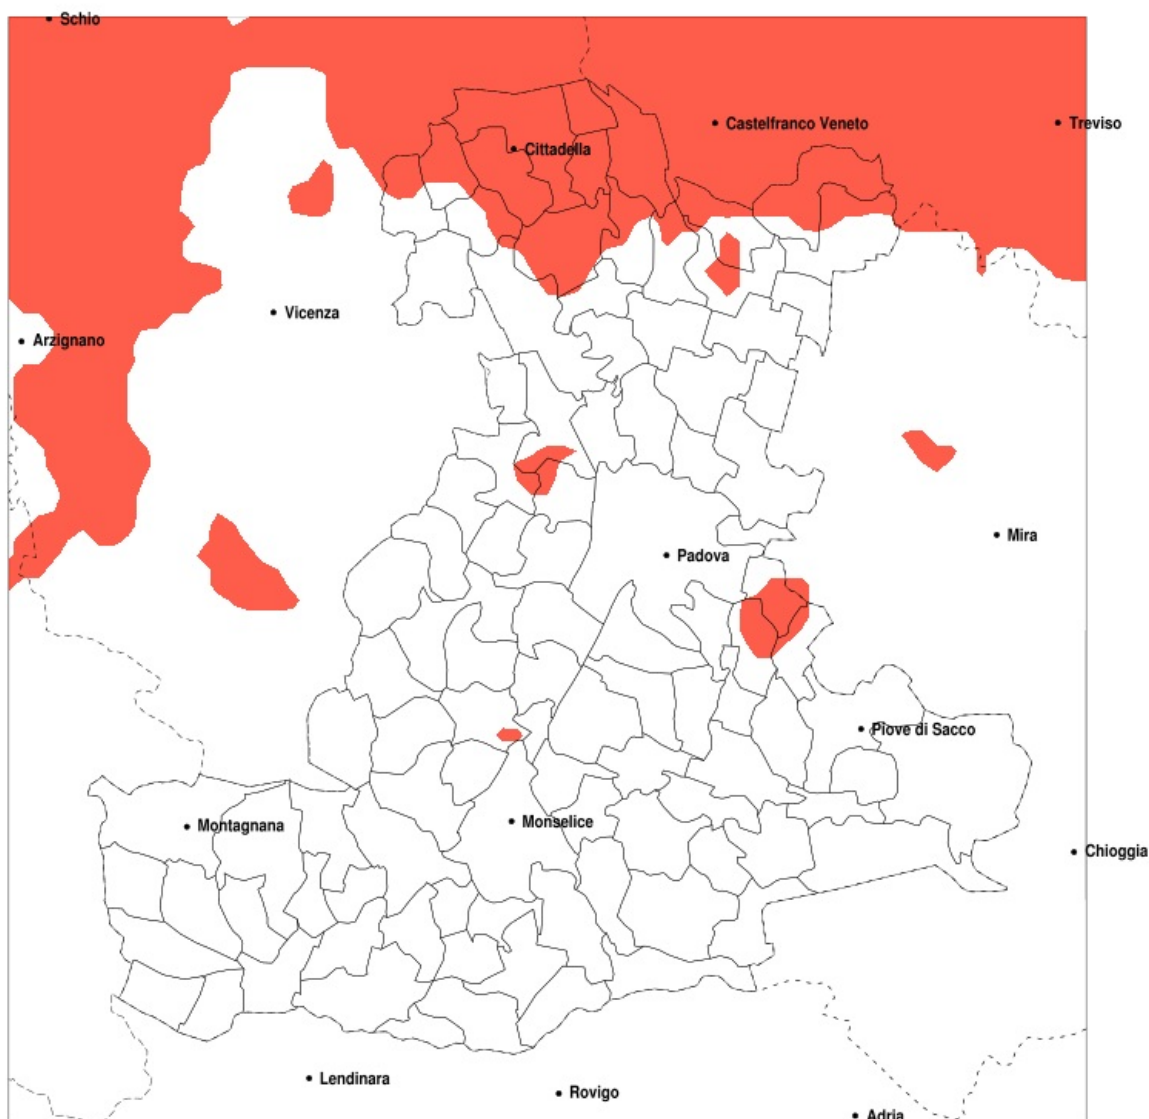 Schio
Castelfranco Veneto
Treviso
Cittadella
Vicenza
Arzignano
Mira
Padova
Piove di Sacco
Montagnana
Monselice
Chioggia
Lendinara
Rovigo
Adria